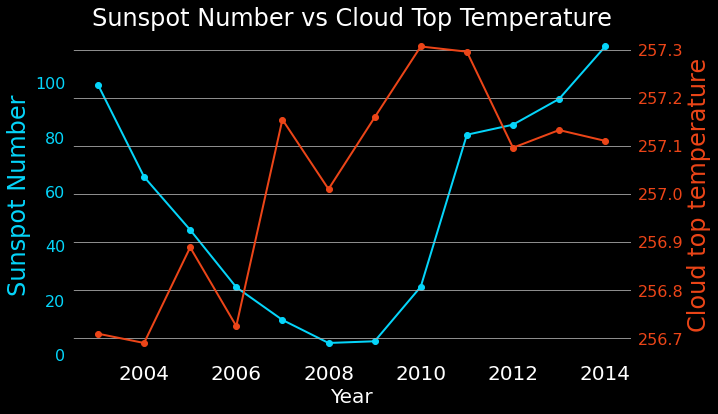 Sunspot Number vs Cloud Top Temperature
Sunspot Number
100
80
60
40
20
0
257.3
257.2
257.1
257.0
256.9
256.8
256.7
Cloud top temperature
2004 2006 2008 2010 2012 2014
Year